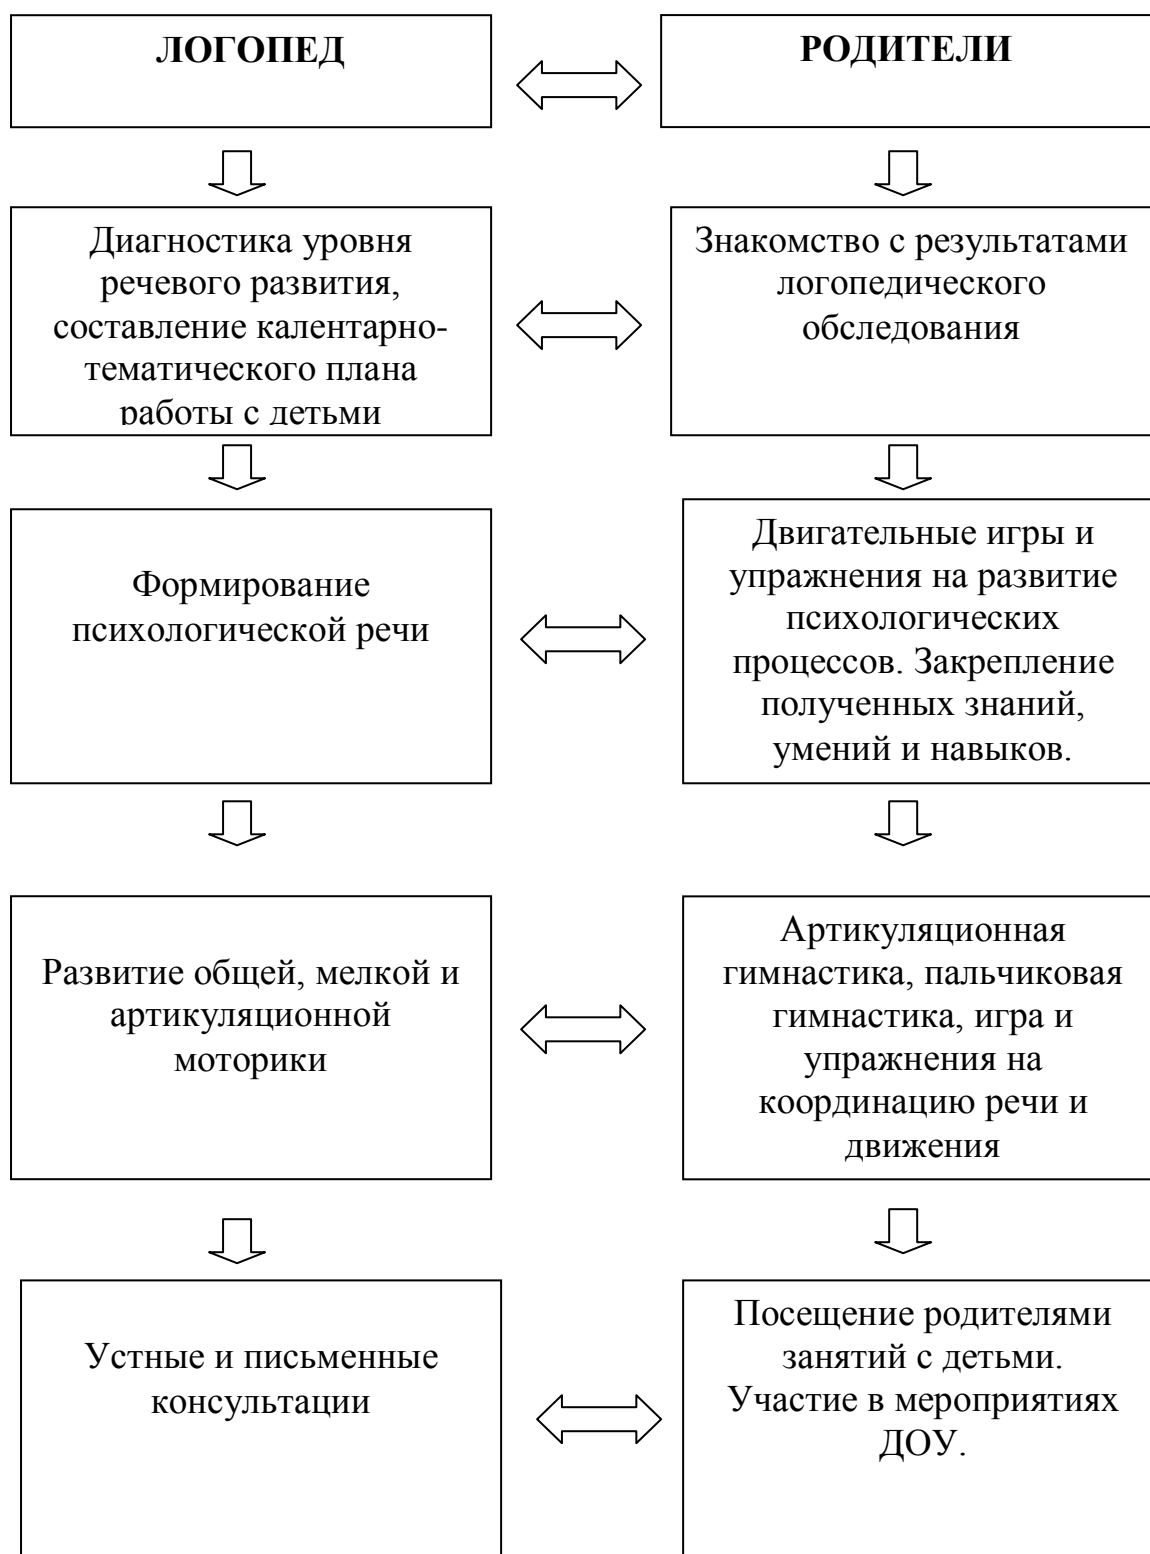 ЛОГОПЕД
РОДИТЕЛИ
Диагностика уровня
речевого развития,
составление калентарно-
тематического плана
работы с детьми
Знакомство с результатами
логопедического
обследования
Формирование
психологической речи
Двигательные игры и
упражнения на развитие
психологических
процессов. Закрепление
полученных знаний,
умений и навыков.
Развитие общей, мелкой и
артикуляционной
моторики
Артикуляционная
гимнастика, пальчиковая
гимнастика, игра и
упражнения на
координацию речи и
движения
Устные и письменные
консультации
Посещение родителями
занятий с детьми.
Участие в мероприятиях
ДОУ.